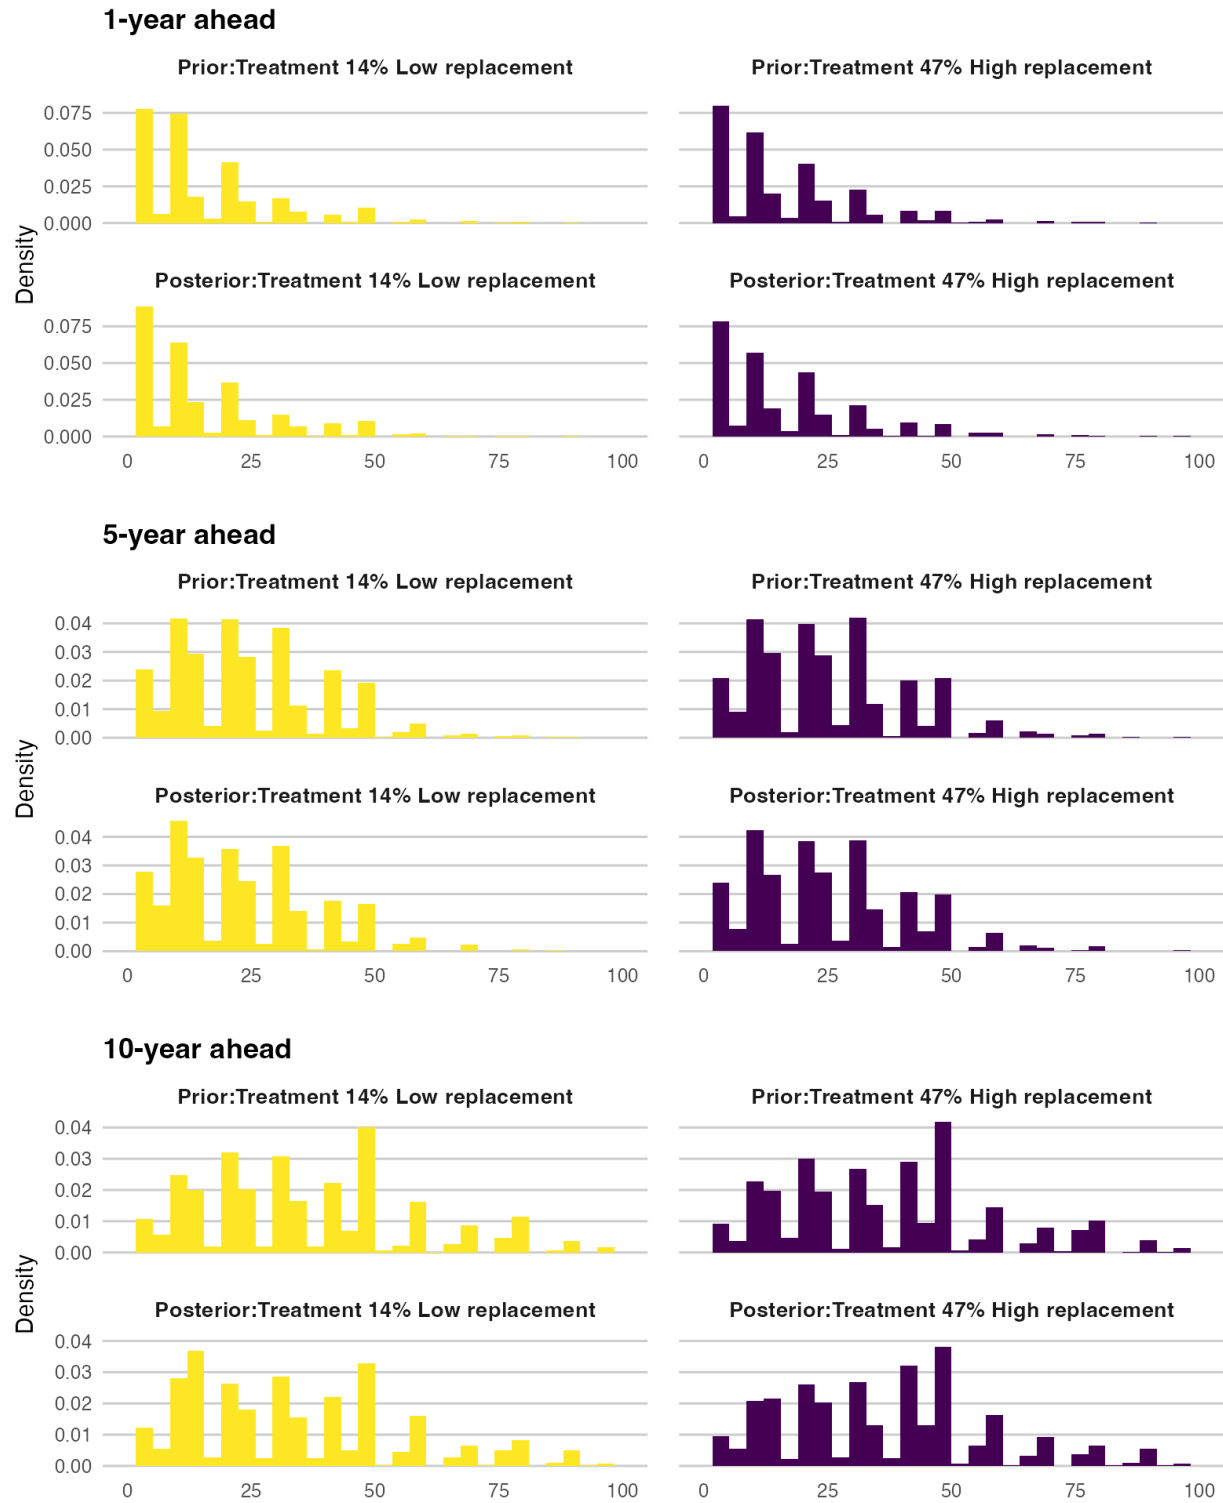 1-year ahead
Prior:Treatment 14% Low replacement Prior:Treatment 47% High replacement
0.075
0.050
0.025
0.000
Density
Posterior:Treatment 14% Low replacement Posterior:Treatment 47% High replacement
0.075
0.050
0.025
0.000
0 25 50 75 100 0 25 50 75 100
5-year ahead
Prior:Treatment 14% Low replacement Prior:Treatment 47% High replacement
0.04
0.03
0.02
0.01
0.00
Density
Posterior:Treatment 14% Low replacement Posterior:Treatment 47% High replacement
0.04
0.03
0.02
0.01
0.00
0 25 50 75 100 0 25 50 75 100
10-year ahead
Prior:Treatment 14% Low replacement Prior:Treatment 47% High replacement
0.04
0.03
0.02
0.01
0.00
Density
Posterior:Treatment 14% Low replacement Posterior:Treatment 47% High replacement
0.04
0.03
0.02
0.01
0.00
0 25 50 75 100 0 25 50 75 100